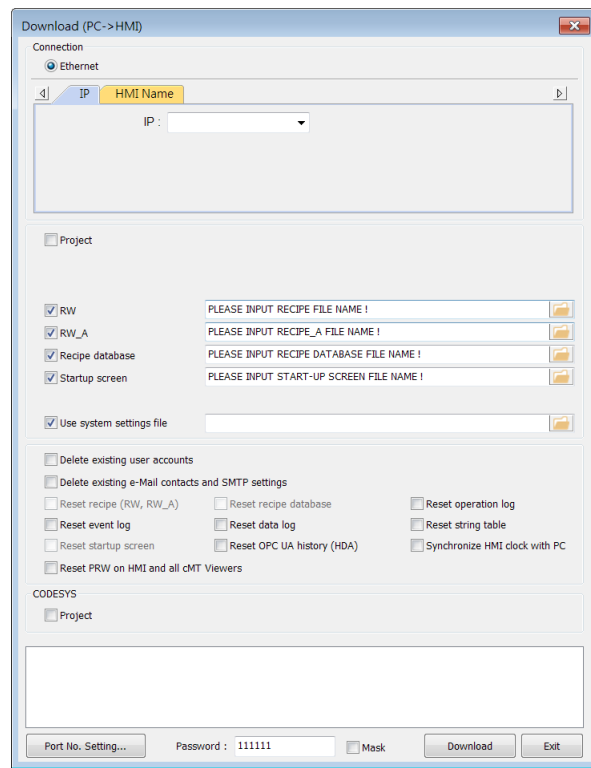 Download (PC->HMI)
Connection
Ethernet
IP HMI Name
IP :
Project
RW PLEASE INPUT RECIPE FILE NAME !
RW_A PLEASE INPUT RECIPE_A FILE NAME !
Recipe database PLEASE INPUT RECIPE DATABASE FILE NAME !
Startup screen PLEASE INPUT START-UP SCREEN FILE NAME !
Use system settings file
Delete existing user accounts
Delete existing e-Mail contacts and SMTP settings
Reset recipe (RW, RW_A) Reset recipe database Reset operation log
Reset event log Reset data log Reset string table
Reset startup screen Reset OPC UA history (HDA) Synchronize HMI clock with PC
Reset PRW on HMI and all cMT Viewers
CODESYS
Project
Port No. Setting... Password : 111111 Mask Download Exit